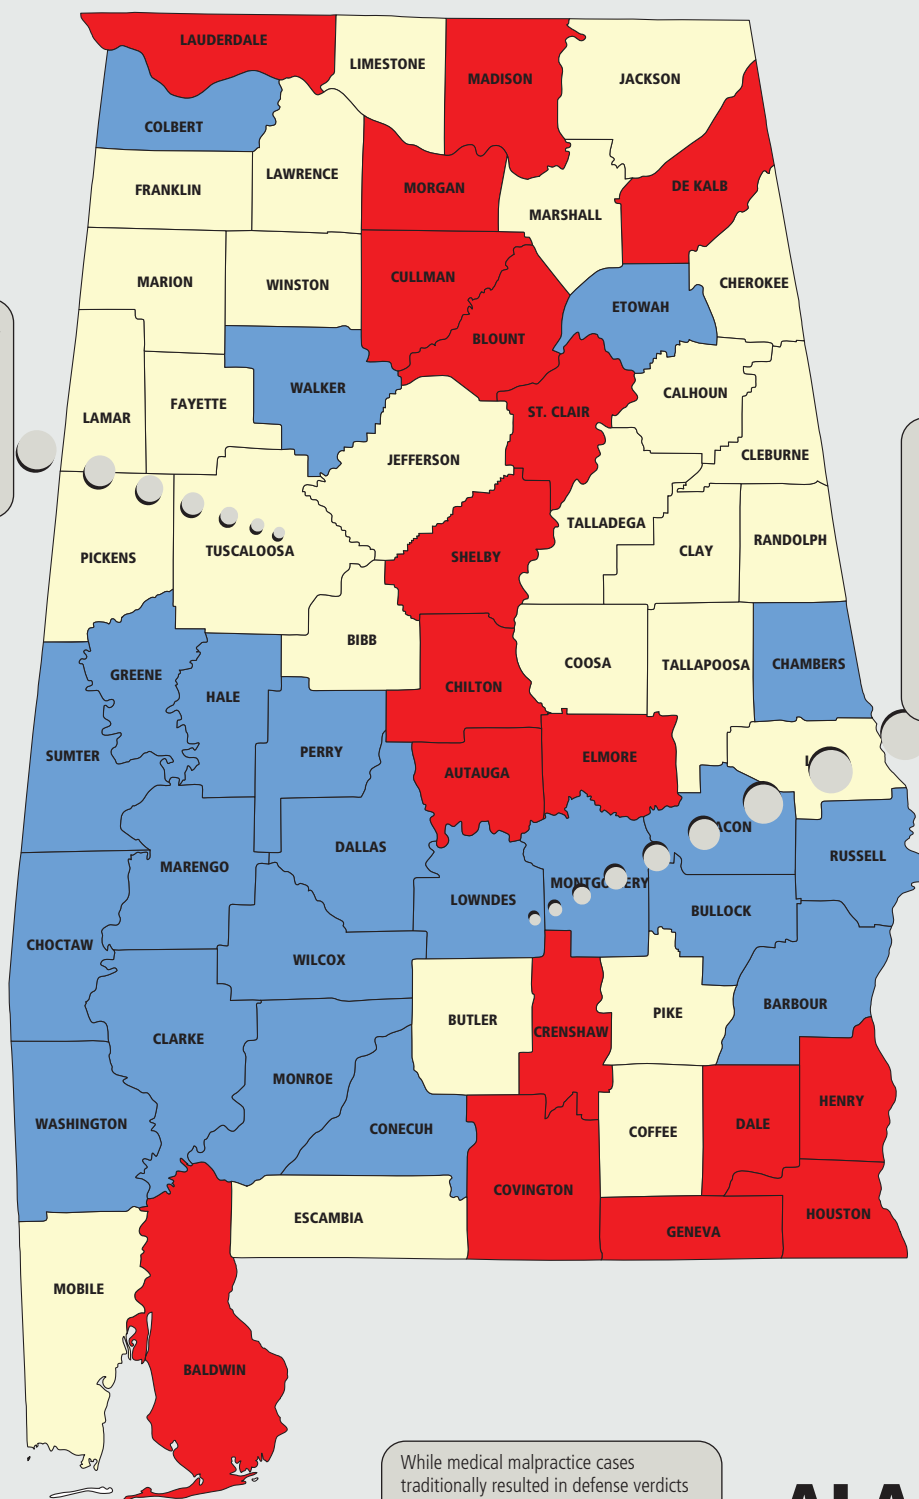 LAUDERDALE
LIMESTONE
MADISON
JACKSON
COLBERT
LAWRENCE
FRANKLIN
MORGAN
DE KALB
MARSHALL
MARION
WINSTON
CULLMAN
CHEROKEE
ETOWAH
BLOUNT
WALKER
CALHOUN
FAYETTE
LAMAR
ST. CLAIR
JEFFERSON
CLEBURNE
TALLADEGA
RANDOLPH
CLAY
TUSCALOOSA
PICKENS
SHELBY
BIBB
COOSA
TALLAPOOSA
CHAMBERS
GREENE
HALE
CHILTON
SUMTER
PERRY
ELMORE
AUTAUGA
L
ACON
DALLAS
RUSSELL
MARENGO
MONTGOMERY
LOWNDES
BULLOCK
CHOCTAW
WILCOX
BARBOUR
PIKE
BUTLER
CRENSHAW
CLARKE
MONROE
HENRY
WASHINGTON
CONECUH
COFFEE
DALE
COVINGTON
HOUSTON
ESCAMBIA
GENEVA
MOBILE
BALDWIN
While medical malpractice cases
traditionally resulted in defense verdicts
ALA